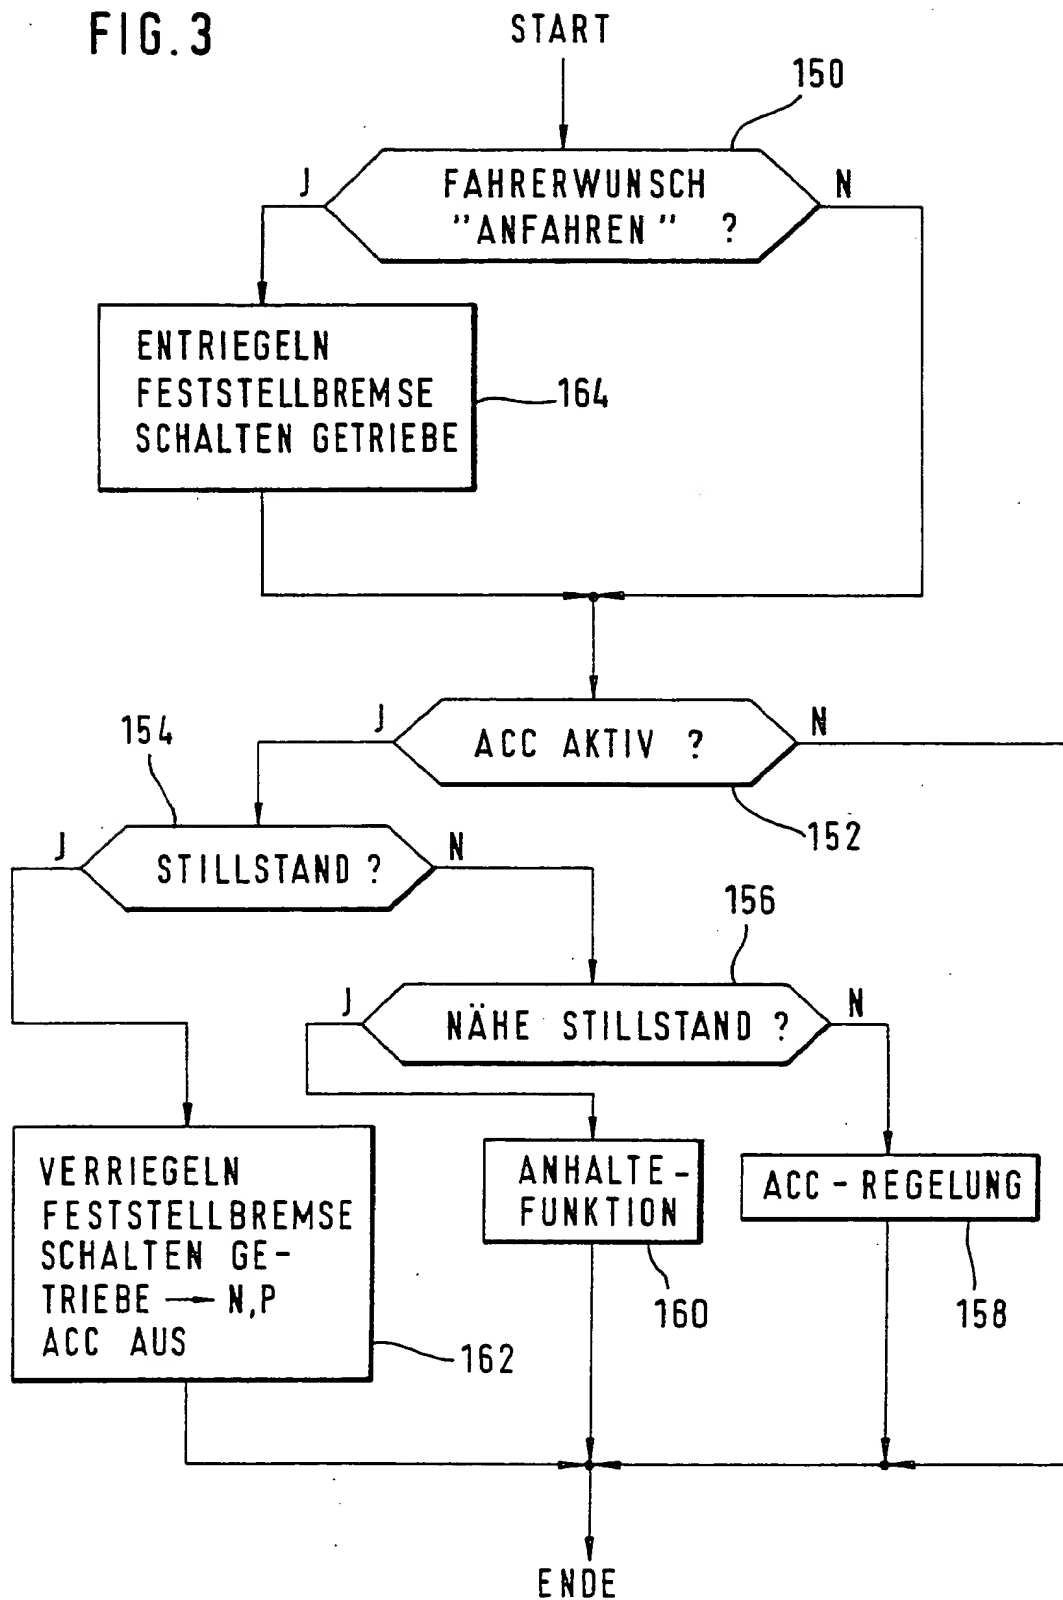 FIG.3
START
150
J
N
FAHRERWUNSCH
"ANFAHREN" ?
ENTRIEGELN
FESTSTELLBREMSE
SCHALTEN GETRIEBE
164
J
N
ACC AKTIV ?
154
152
J
N
STILLSTAND ?
156
J
N
NÄHE STILLSTAND ?
VERRIEGELN
FESTSTELLBREMSE
SCHALTEN GE-
TRIEBE → N,P
ACC AUS
ANHALTE-
FUNKTION
ACC-REGELUNG
160
158
162
ENDE